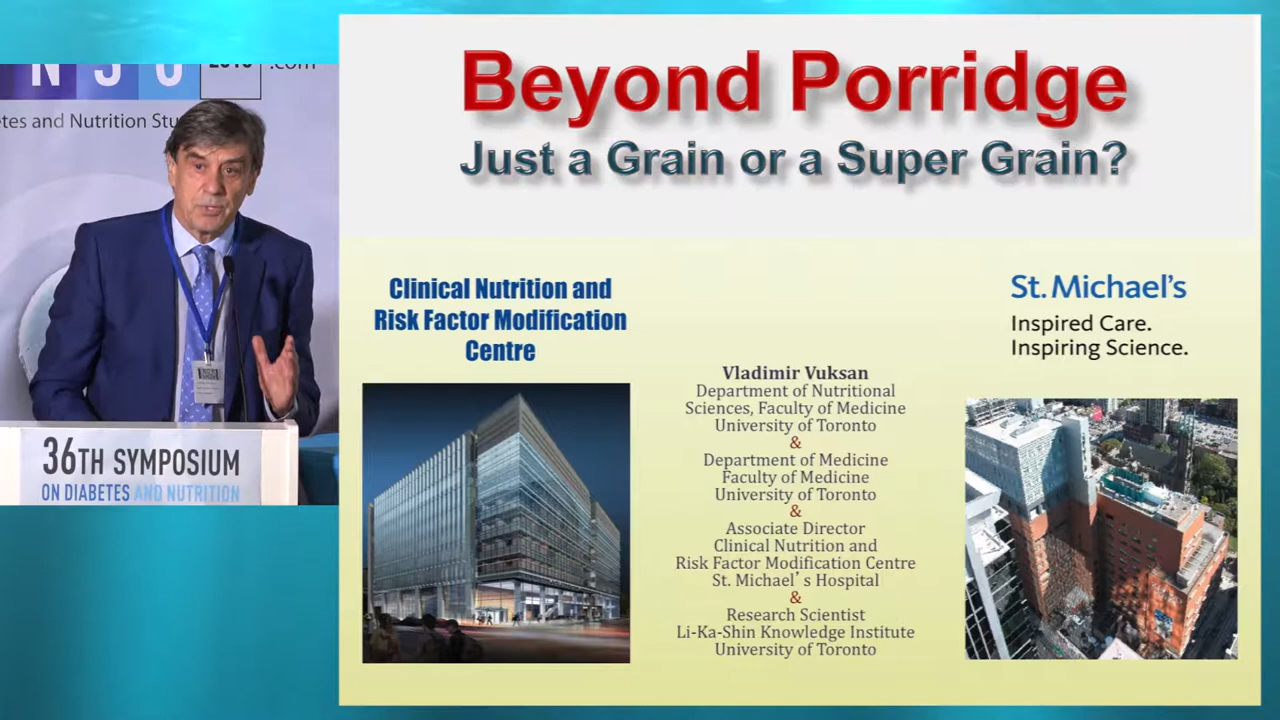 .com
etes and Nutrition Stu
36TH SYMPOSIUM
ON DIABETES AND NUTRITION
Beyond Porridge
Just a Grain or a Super Grain?
Clinical Nutrition and
Risk Factor Modification
Centre
Vladimir Vuksan
Department of Nutritional
Sciences, Faculty of Medicine
University of Toronto
&
Department of Medicine
Faculty of Medicine
University of Toronto
&
Associate Director
Clinical Nutrition and
Risk Factor Modification Centre
St. Michael's Hospital
&
Research Scientist
Li-Ka-Shin Knowledge Institute
University of Toronto
St. Michael's
Inspired Care.
Inspiring Science.